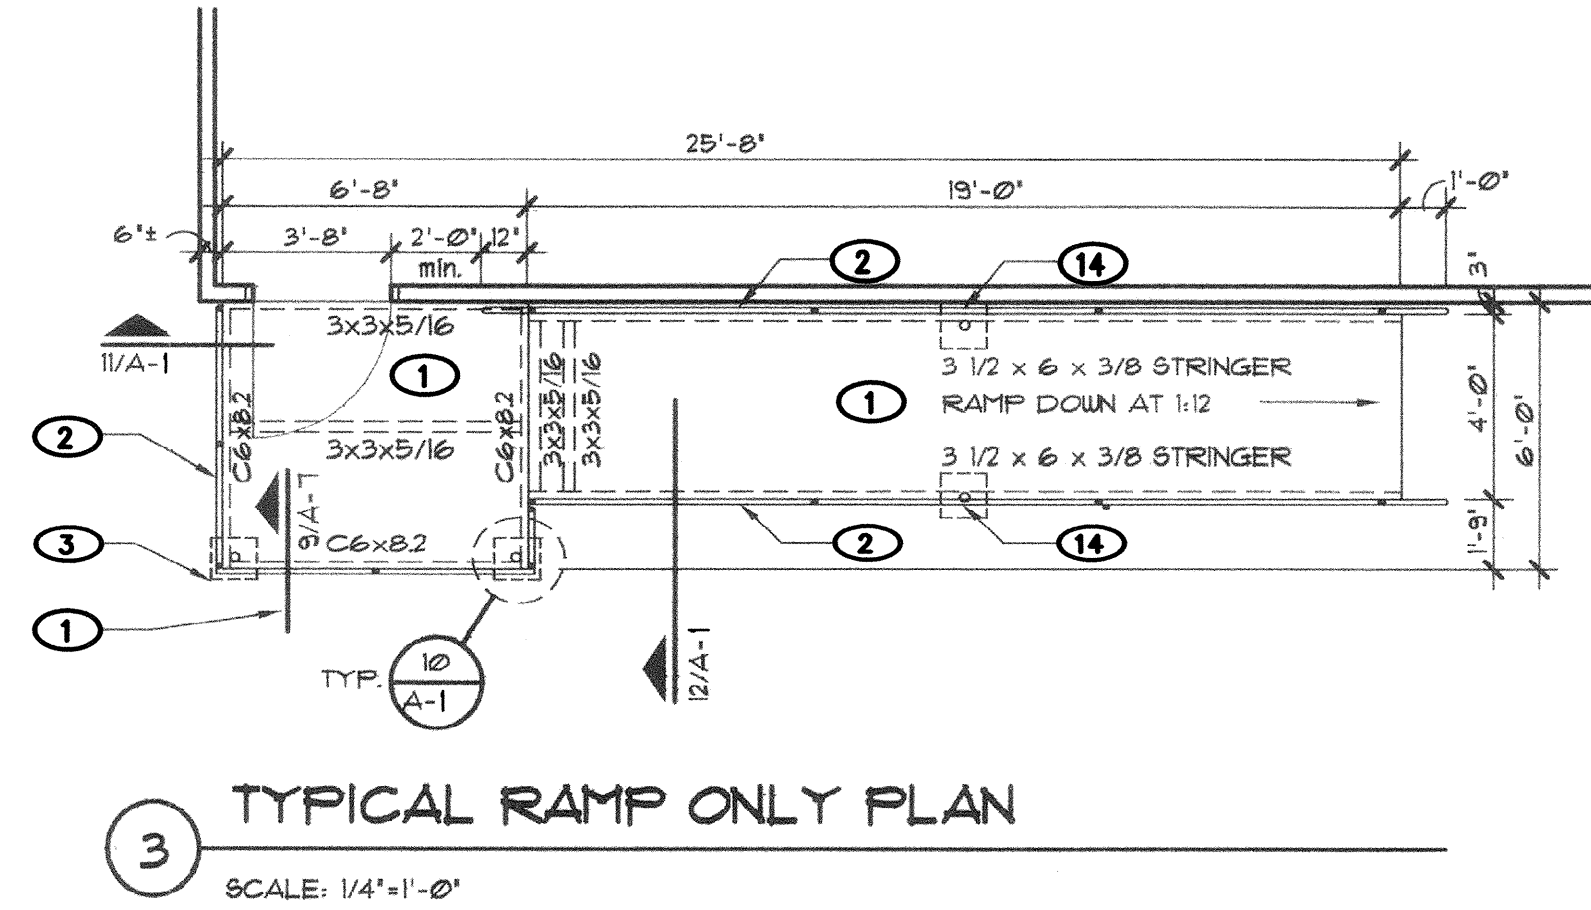 25'-8"
6'-8"
19'-0"
1'-0"
6"±
3'-8"
2'-0"
12"
min.
3"
2
14
3x3x5/16
11/A-1
1
3 1/2 x 6 x 3/8 STRINGER
1
RAMP DOWN AT 1:12
C6x8.2
C6x8.2
3x3x5/16
3x3x5/16
4'-0"
6'-0"
2
3x3x5/16
3 1/2 x 6 x 3/8 STRINGER
9/A-1
3
C6x8.2
2
14
1'-9"
1
TYP.
10
A-1
12/A-1
3
TYPICAL RAMP ONLY PLAN
SCALE: 1/4"=1'-0"